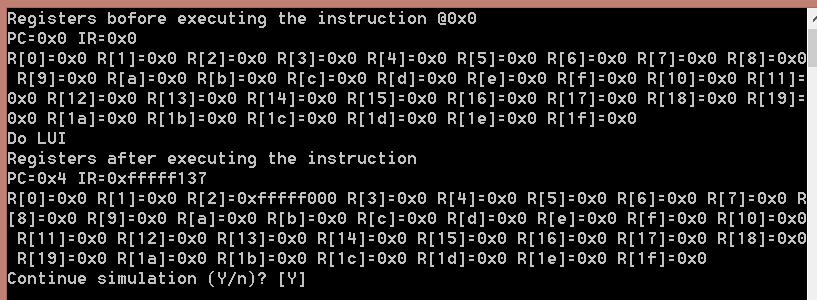 Registers bofore executing the instruction @0x0
PC=0x0 IR=0x0
R[0]=0x0 R[1]=0x0 R[2]=0x0 R[3]=0x0 R[4]=0x0 R[5]=0x0 R[6]=0x0 R[7]=0x0 R[8]=0x0
R[9]=0x0 R[a]=0x0 R[b]=0x0 R[c]=0x0 R[d]=0x0 R[e]=0x0 R[f]=0x0 R[10]=0x0 R[11]=
0x0 R[12]=0x0 R[13]=0x0 R[14]=0x0 R[15]=0x0 R[16]=0x0 R[17]=0x0 R[18]=0x0 R[19]=
0x0 R[1a]=0x0 R[1b]=0x0 R[1c]=0x0 R[1d]=0x0 R[1e]=0x0 R[1f]=0x0
Do LUI
Registers after executing the instruction
PC=0x4 IR=0xfffff137
R[0]=0x0 R[1]=0x0 R[2]=0xfffff000 R[3]=0x0 R[4]=0x0 R[5]=0x0 R[6]=0x0 R[7]=0x0 R
[8]=0x0 R[9]=0x0 R[a]=0x0 R[b]=0x0 R[c]=0x0 R[d]=0x0 R[e]=0x0 R[f]=0x0 R[10]=0x0
R[11]=0x0 R[12]=0x0 R[13]=0x0 R[14]=0x0 R[15]=0x0 R[16]=0x0 R[17]=0x0 R[18]=0x0
R[19]=0x0 R[1a]=0x0 R[1b]=0x0 R[1c]=0x0 R[1d]=0x0 R[1e]=0x0 R[1f]=0x0
Continue simulation (Y/n)? [Y]